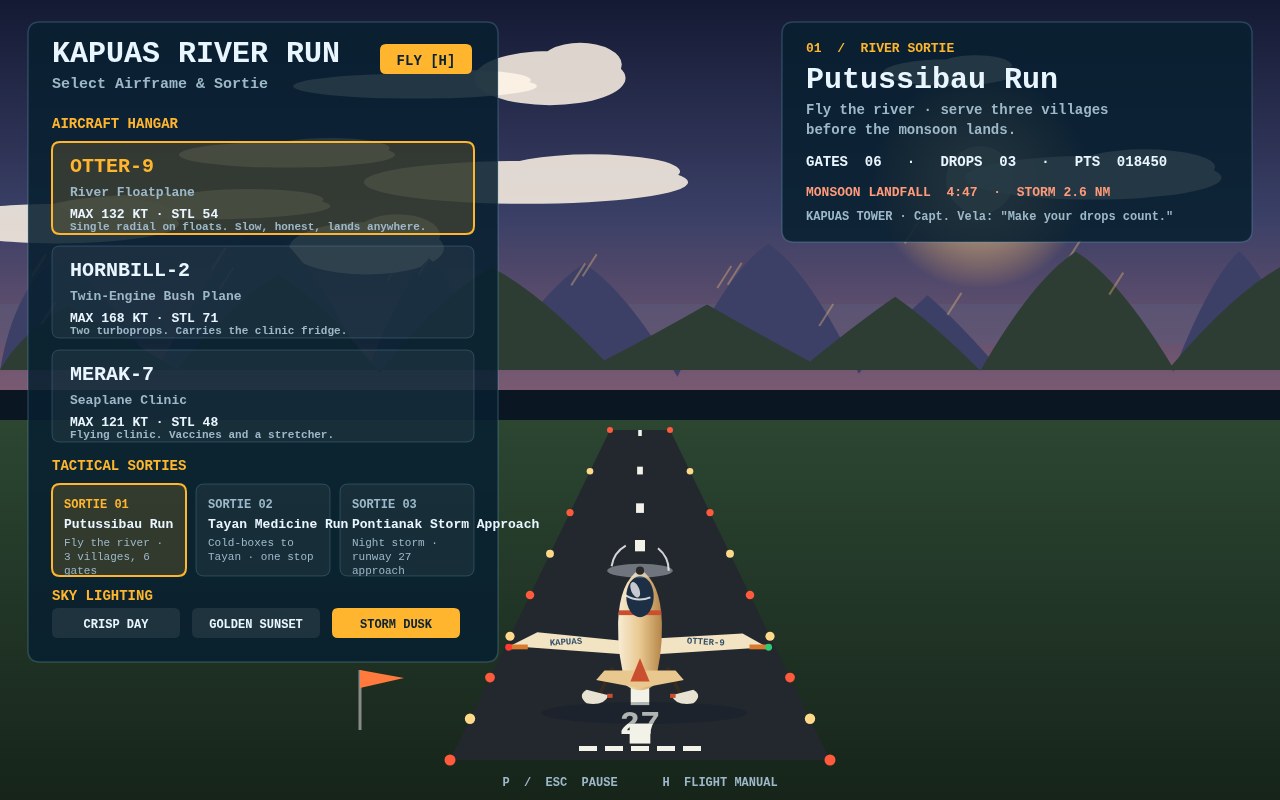 KAPUAS RIVER RUN
FLY [H]
Select Airframe & Sortie
AIRCRAFT HANGAR
OTTER-9
River Floatplane
MAX 132 KT · STL 54
Single radial on floats. Slow, honest, lands anywhere.
HORNBILL-2
Twin-Engine Bush Plane
MAX 168 KT · STL 71
Two turboprops. Carries the clinic fridge.
MERAK-7
Seaplane Clinic
MAX 121 KT · STL 48
Flying clinic. Vaccines and a stretcher.
TACTICAL SORTIES
SORTIE 01
Putussibau Run
Fly the river ·
3 villages, 6
gates
SORTIE 02
Tayan Medicine Run
Cold-boxes to
Tayan · one stop
SORTIE 03
Pontianak Storm Approach
Night storm ·
runway 27
approach
SKY LIGHTING
CRISP DAY
GOLDEN SUNSET
STORM DUSK
01 / RIVER SORTIE
Putussibau Run
Fly the river · serve three villages
before the monsoon lands.
GATES 06 · DROPS 03 · PTS 018450
MONSOON LANDFALL 4:47 · STORM 2.6 NM
KAPUAS TOWER · Capt. Vela: "Make your drops count."
KAPUAS
OTTER-9
27
P / ESC PAUSE H FLIGHT MANUAL